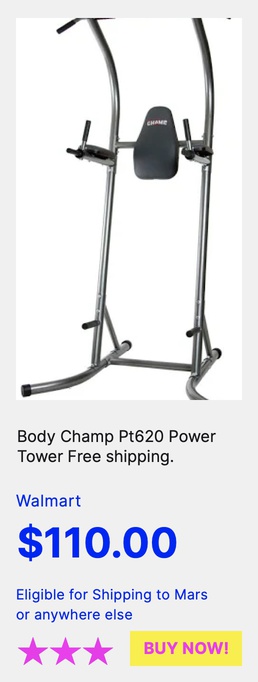 CHAMP
Body Champ Pt620 Power
Tower Free shipping.
Walmart
$110.00
Eligible for Shipping to Mars
or anywhere else
BUY NOW!